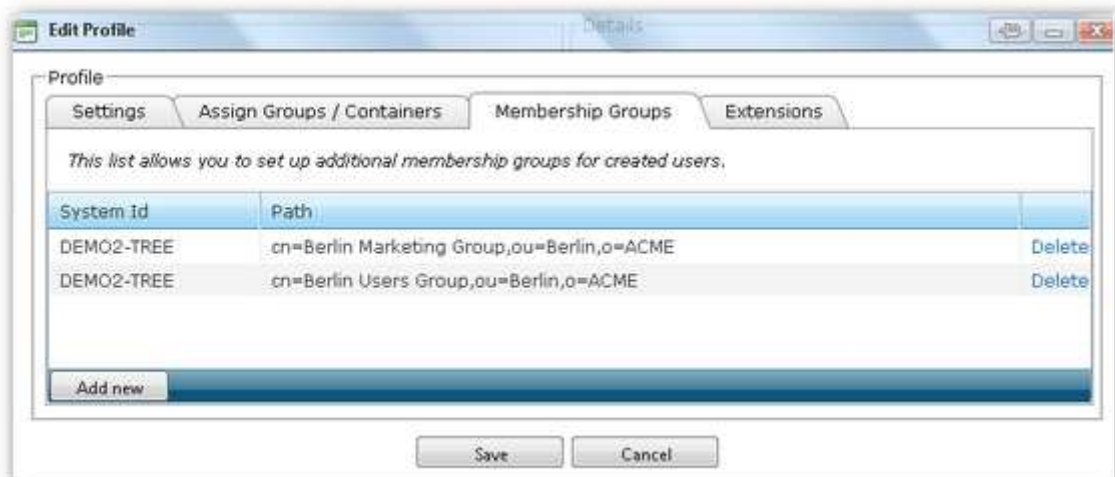 Edit Profile Details
Profile
Settings Assign Groups / Containers Membership Groups Extensions
This list allows you to set up additional membership groups for created users.
System Id Path
DEMO2-TREE cn=Berlin Marketing Group,ou=Berlin,o=ACME Delete
DEMO2-TREE cn=Berlin Users Group,ou=Berlin,o=ACME Delete
Add new
Save Cancel